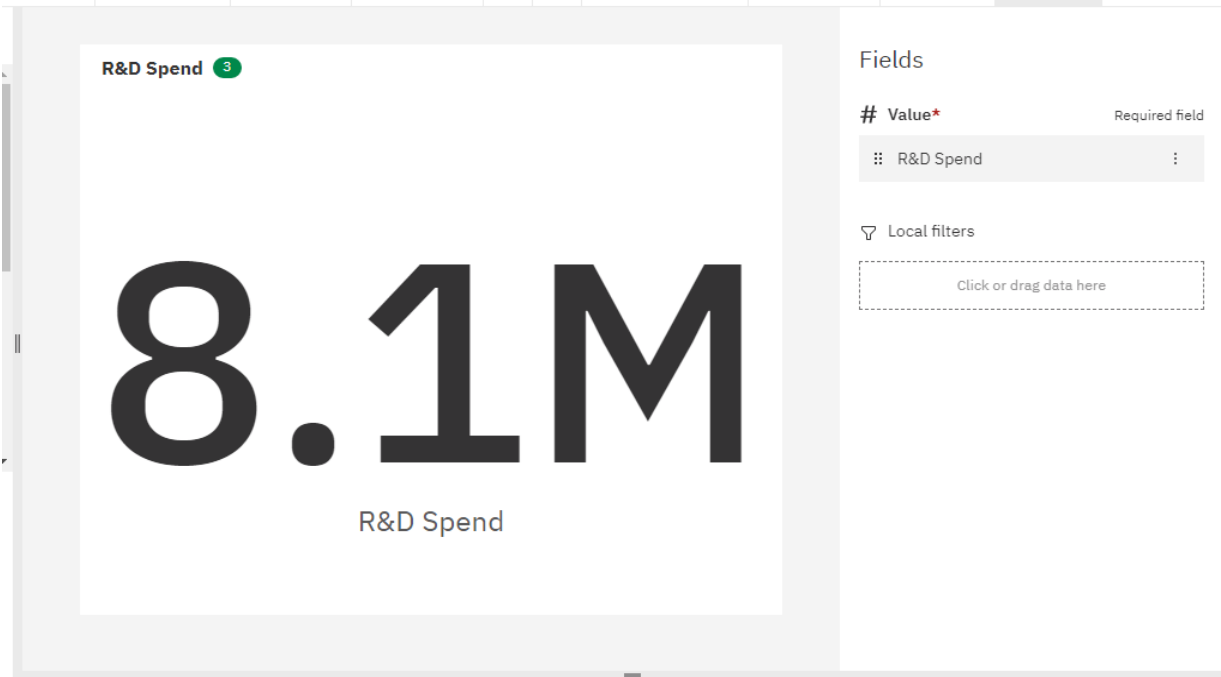 R&D Spend 3
8.1M
R&D Spend
Fields
# Value* Required field
R&D Spend
Local filters
Click or drag data here